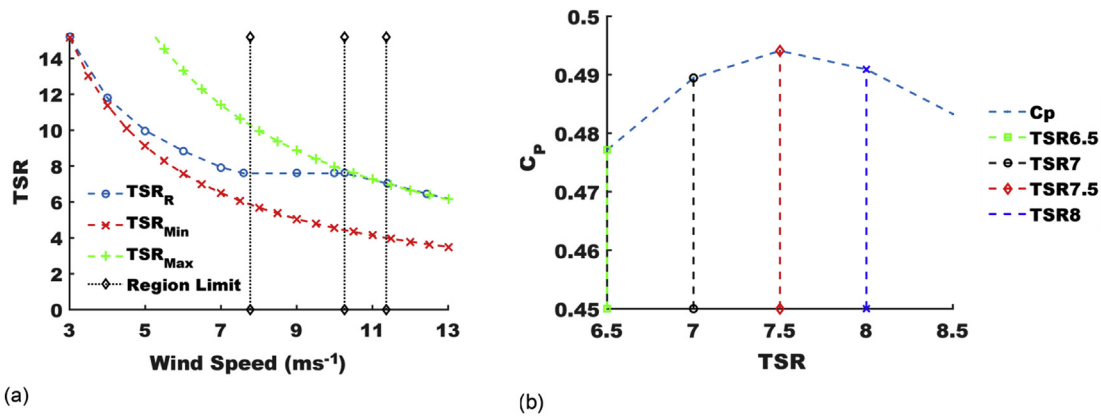 14
12
10
8
6
4
2
0
TSR
TSR_R
TSR_Min
TSR_Max
Region Limit
3
5
7
9
11
13
Wind Speed (ms⁻¹)
(a)
0.5
0.49
0.48
0.47
0.46
0.45
C_P
6.5
7
7.5
8
8.5
TSR
Cp
TSR6.5
TSR7
TSR7.5
TSR8
(b)